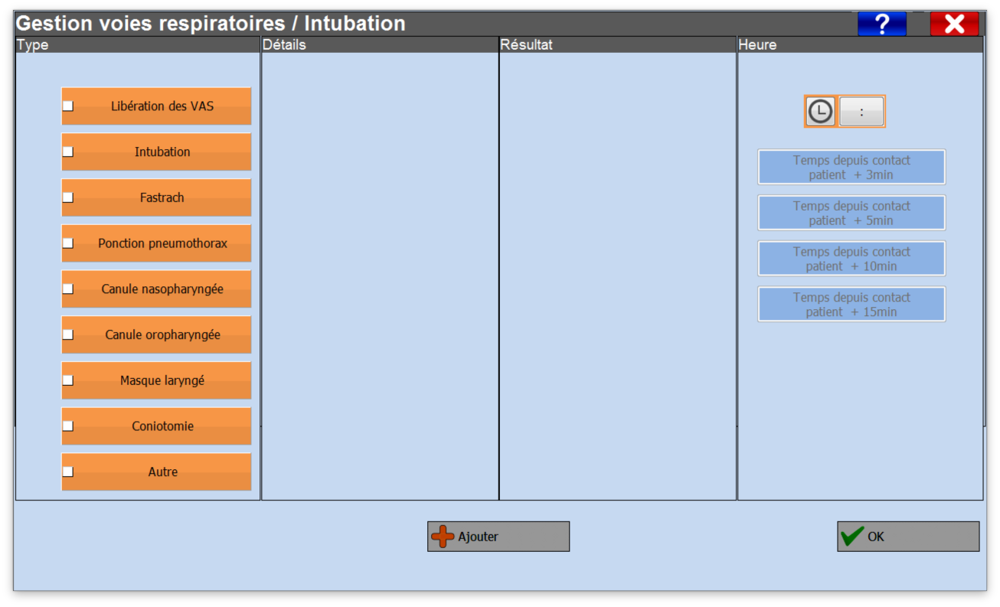 Gestion voies respiratoires / Intubation
?
Type
Détails
Résultat
Heure
Libération des VAS
Intubation
Fastrach
Ponction pneumothorax
Canule nasopharyngée
Canule oropharyngée
Masque laryngé
Coniotomie
Autre
:
Temps depuis contact
patient + 3min
Temps depuis contact
patient + 5min
Temps depuis contact
patient + 10min
Temps depuis contact
patient + 15min
Ajouter
OK